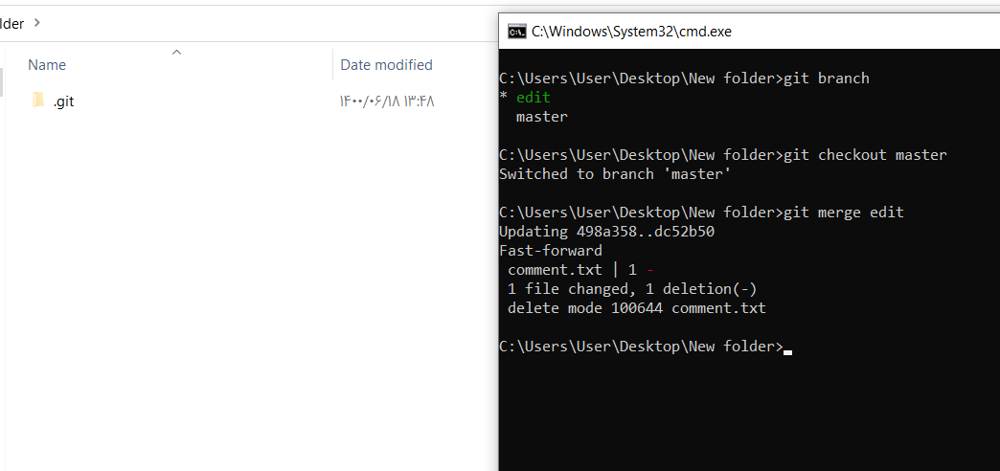 lder >
Name
Date modified
.git
۱۴۰۰/۰۶/۱۸ ۱۳:۴۸
C:\Windows\System32\cmd.exe
C:\Users\User\Desktop\New folder>git branch
* edit
  master
C:\Users\User\Desktop\New folder>git checkout master
Switched to branch 'master'
C:\Users\User\Desktop\New folder>git merge edit
Updating 498a358..dc52b50
Fast-forward
 comment.txt | 1 -
 1 file changed, 1 deletion(-)
 delete mode 100644 comment.txt
C:\Users\User\Desktop\New folder>